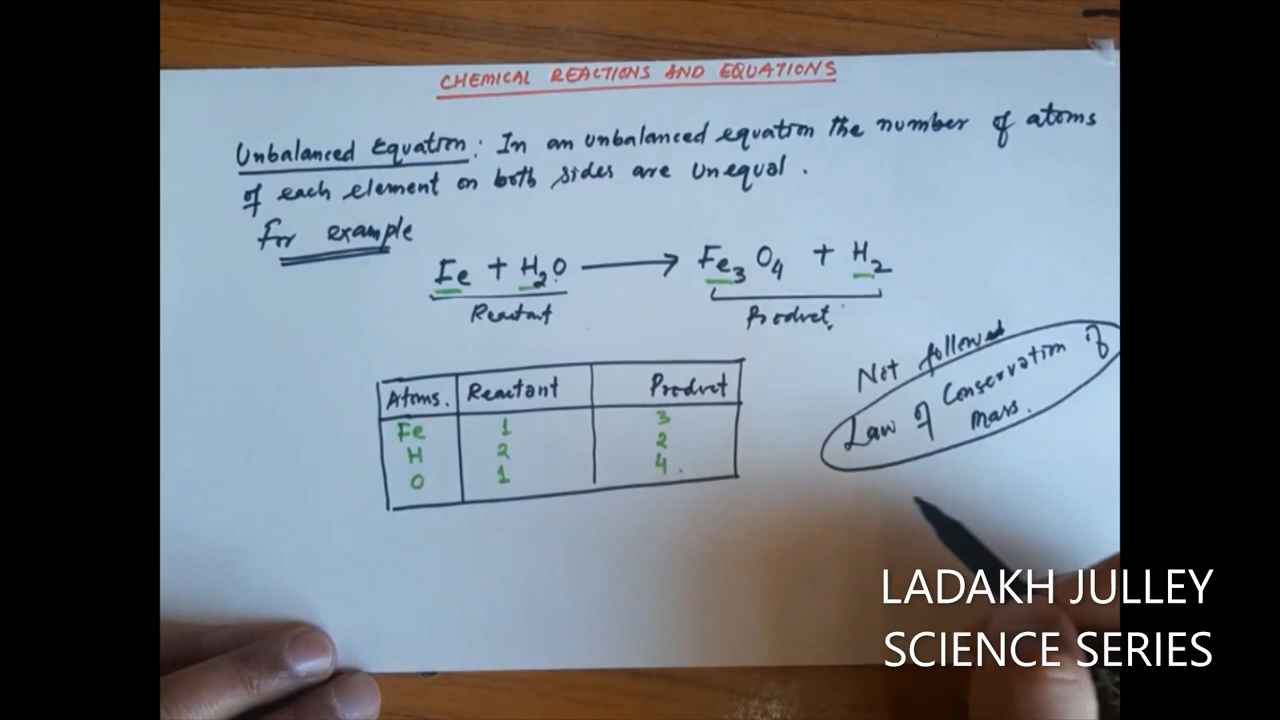 CHEMICAL REACTIONS AND EQUATIONS
Unbalanced Equation: In an unbalanced equation the number of atoms
of each element on both sides are unequal.
For example
Fe + H₂O ⟶ Fe₃O₄ + H₂
Reactant Product
Atoms. Reactant Product
Fe 1 3
H 2 2
O 1 4
Not followed
Law of Conservation of
mass.
LADAKH JULLEY
SCIENCE SERIES